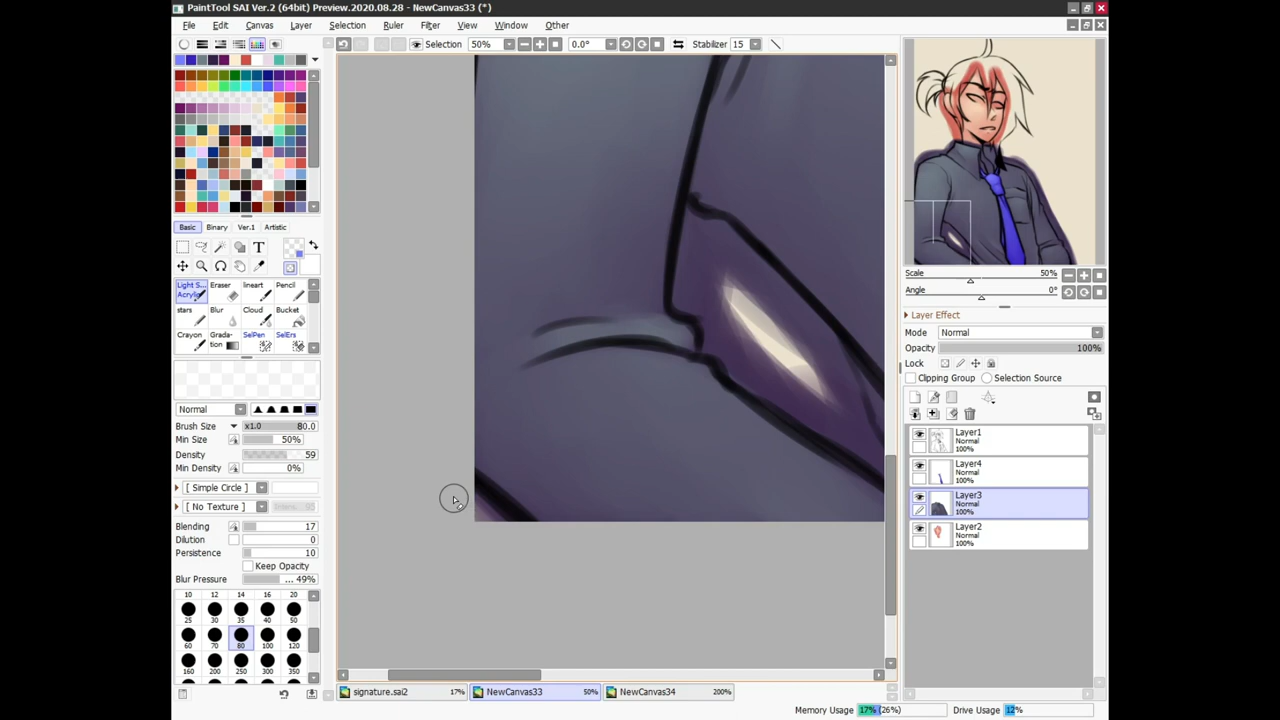 PaintTool SAI Ver.2 (64bit) Preview.2020.08.28 - NewCanvas33 (*)
File Edit Canvas Layer Selection Ruler Filter View Window Other
Selection 50% 0.0° Stabilizer 15
Basic Binary Ver.1 Artistic
T
Light S... Eraser lineart Pencil
Acrylic
stars Blur Cloud Bucket
Crayon Grada- SelPen SelErs
tion
Normal
Brush Size x1.0 80.0
Min Size 50%
Density 59
Min Density 0%
[ Simple Circle ]
[ No Texture ]
Blending 17
Dilution 0
Persistence 10
Keep Opacity
Blur Pressure ... 49%
10 12 14 16 20
25 30 35 40 50
60 70 80 100 120
160 200 250 300 350
Scale 50%
Angle 0°
Layer Effect
Mode Normal
Opacity 100%
Lock
Clipping Group Selection Source
Layer1
Normal
100%
Layer4
Normal
100%
Layer3
Normal
100%
Layer2
Normal
100%
signature.sai2 17% NewCanvas33 50% NewCanvas34 200%
Memory Usage 17% (26%) Drive Usage 12%